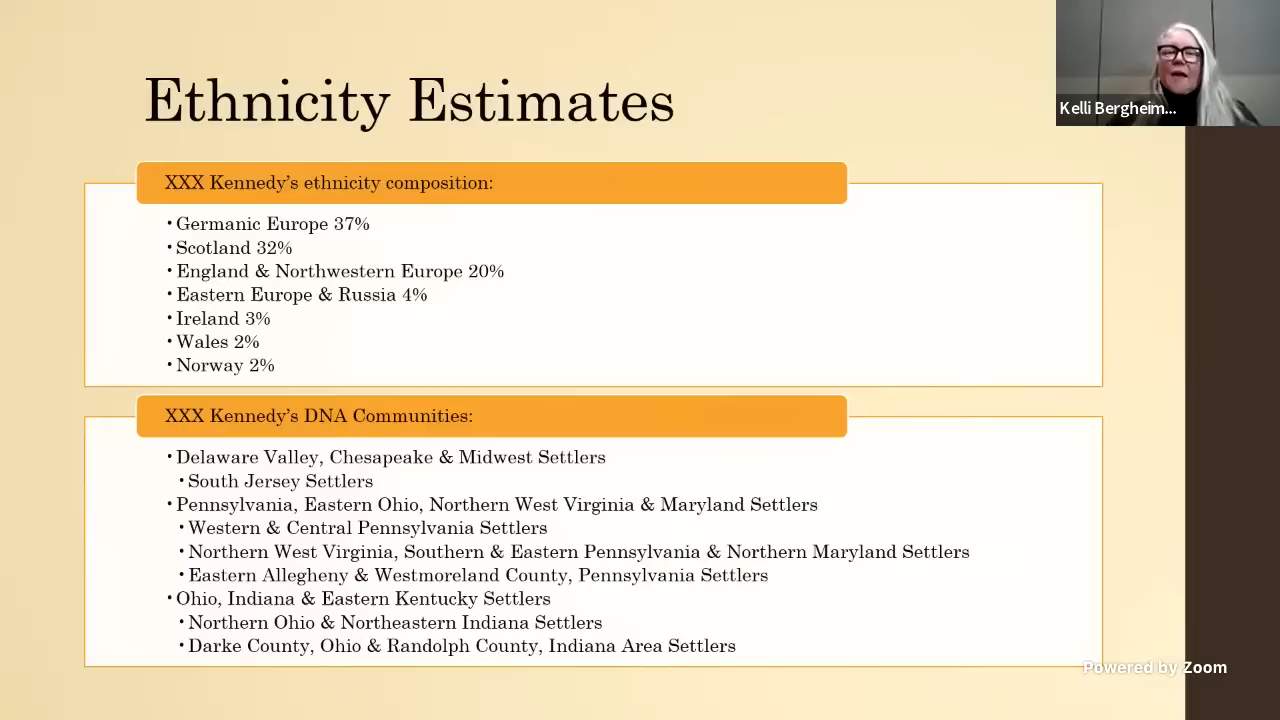 Ethnicity Estimates
Kelli Bergheim...
XXX Kennedy's ethnicity composition:
•Germanic Europe 37%
•Scotland 32%
•England & Northwestern Europe 20%
•Eastern Europe & Russia 4%
•Ireland 3%
•Wales 2%
•Norway 2%
XXX Kennedy's DNA Communities:
•Delaware Valley, Chesapeake & Midwest Settlers
•South Jersey Settlers
•Pennsylvania, Eastern Ohio, Northern West Virginia & Maryland Settlers
•Western & Central Pennsylvania Settlers
•Northern West Virginia, Southern & Eastern Pennsylvania & Northern Maryland Settlers
•Eastern Allegheny & Westmoreland County, Pennsylvania Settlers
•Ohio, Indiana & Eastern Kentucky Settlers
•Northern Ohio & Northeastern Indiana Settlers
•Darke County, Ohio & Randolph County, Indiana Area Settlers
Powered by Zoom